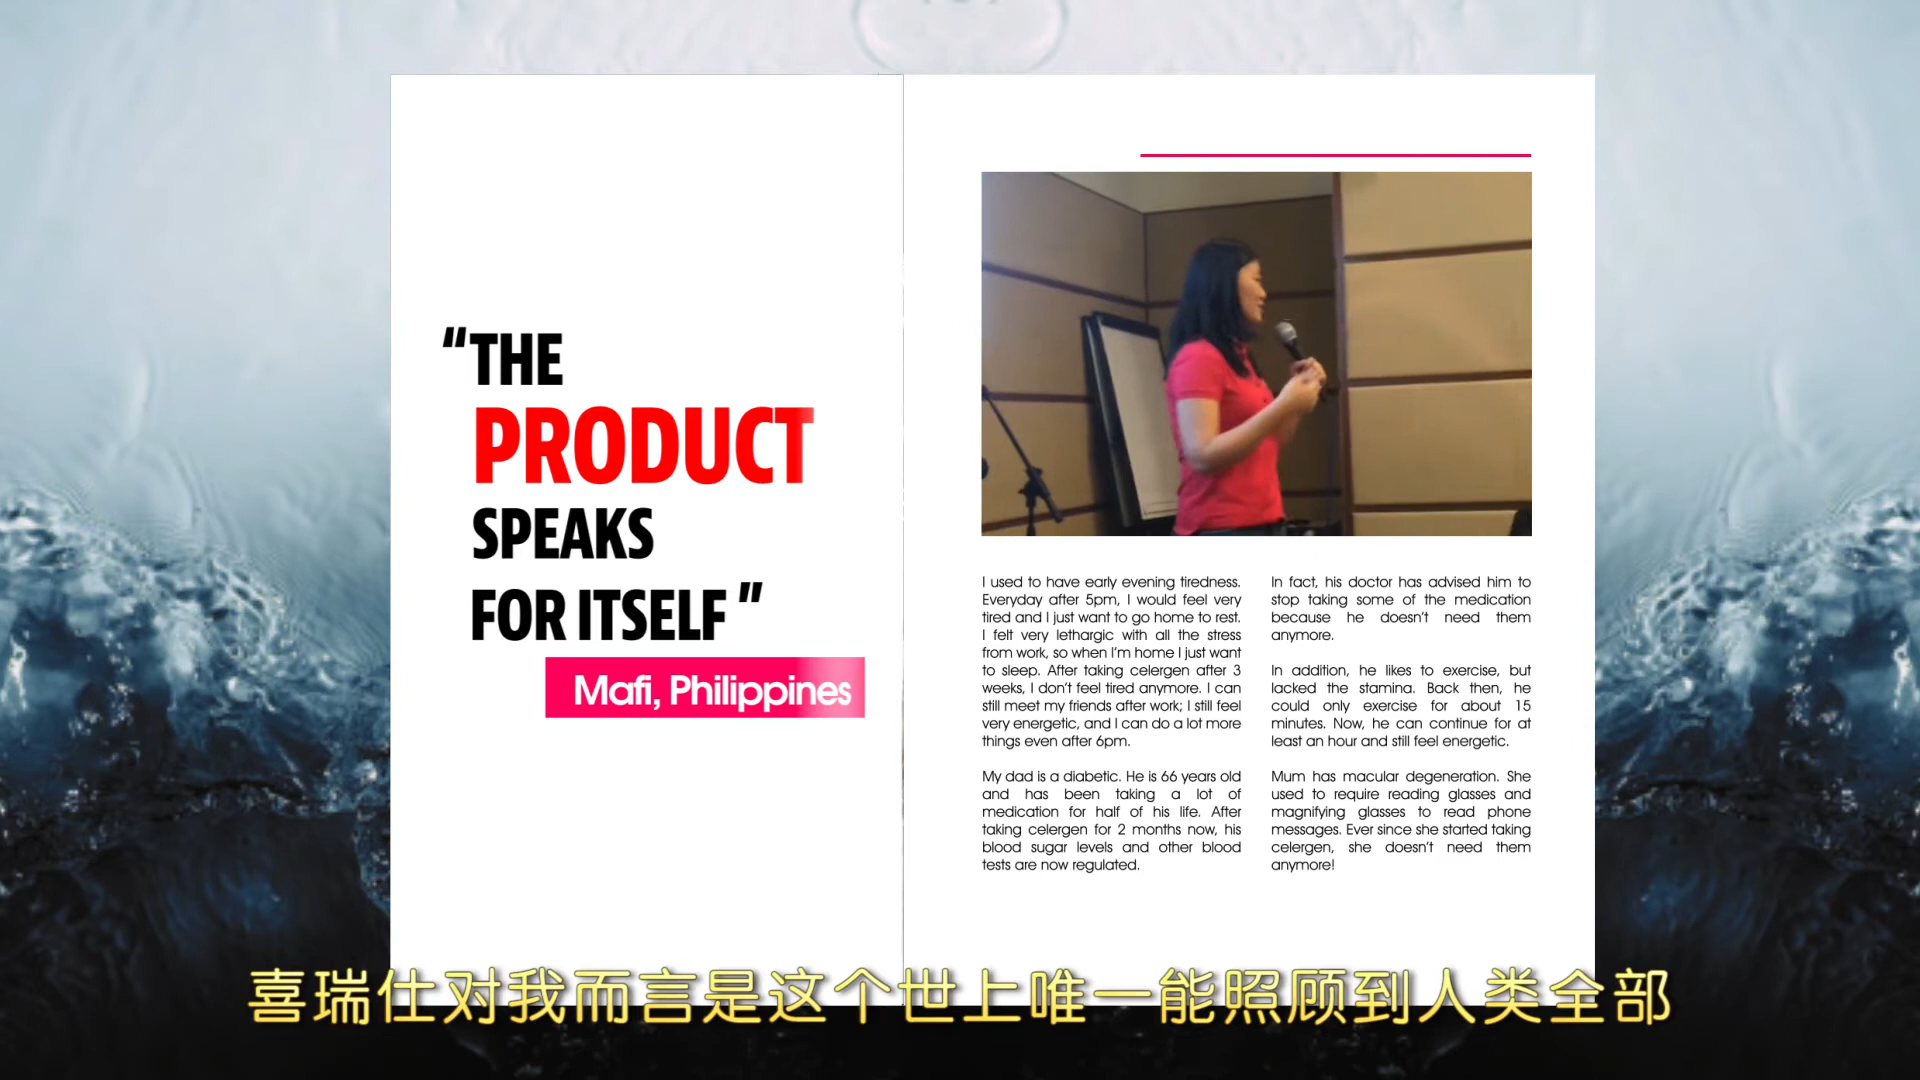 “THE
PRODUCT
SPEAKS
FOR ITSELF”
Mafi, Philippines
I used to have early evening tiredness.
Everyday after 5pm, I would feel very
tired and I just want to go home to rest.
I felt very lethargic with all the stress
from work, so when I’m home I just want
to sleep. After taking celergen after 3
weeks, I don’t feel tired anymore. I can
still meet my friends after work; I still feel
very energetic, and I can do a lot more
things even after 6pm.
My dad is a diabetic. He is 66 years old
and has been taking a lot of
medication for half of his life. After
taking celergen for 2 months now, his
blood sugar levels and other blood
tests are now regulated.
In fact, his doctor has advised him to
stop taking some of the medication
because he doesn’t need them
anymore.
In addition, he likes to exercise, but
lacked the stamina. Back then, he
could only exercise for about 15
minutes. Now, he can continue for at
least an hour and still feel energetic.
Mum has macular degeneration. She
used to require reading glasses and
magnifying glasses to read phone
messages. Ever since she started taking
celergen, she doesn’t need them
anymore!
喜瑞仕对我而言是这个世上唯一能照顾到人类全部